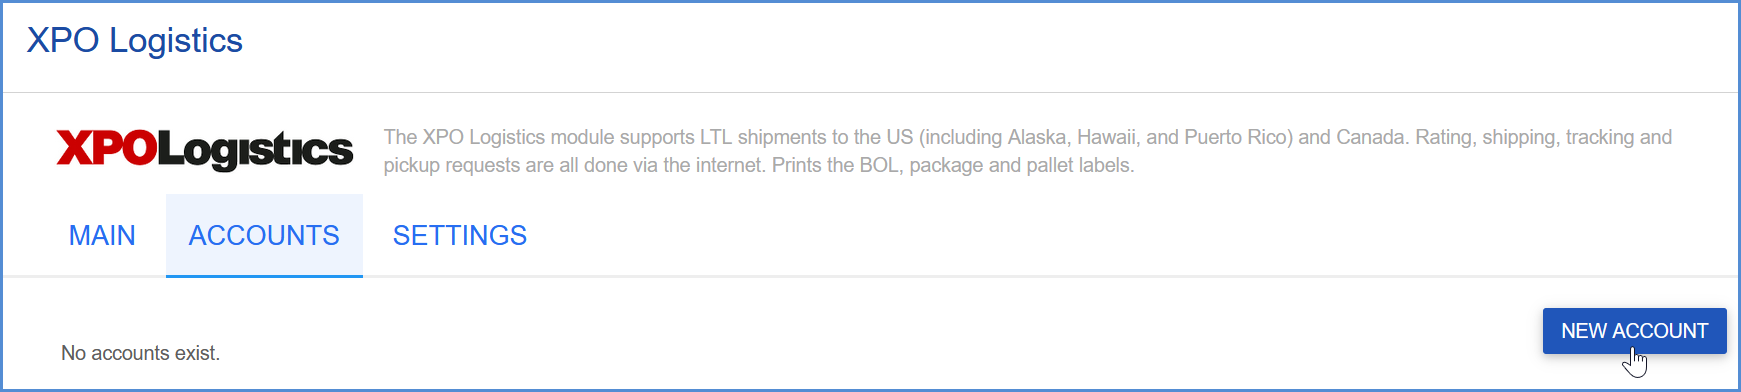 XPO Logistics
XPOLogistics
The XPO Logistics module supports LTL shipments to the US (including Alaska, Hawaii, and Puerto Rico) and Canada. Rating, shipping, tracking and
pickup requests are all done via the internet. Prints the BOL, package and pallet labels.
MAIN ACCOUNTS SETTINGS
NEW ACCOUNT
No accounts exist.